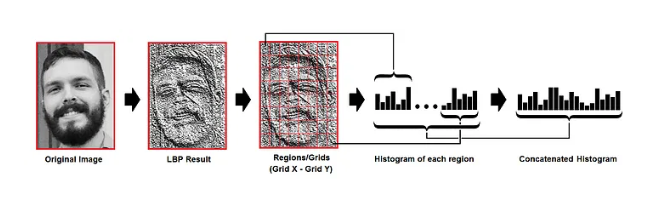 Original Image
LBP Result
Regions/Grids
(Grid X - Grid Y)
Histogram of each region
Concatenated Histogram